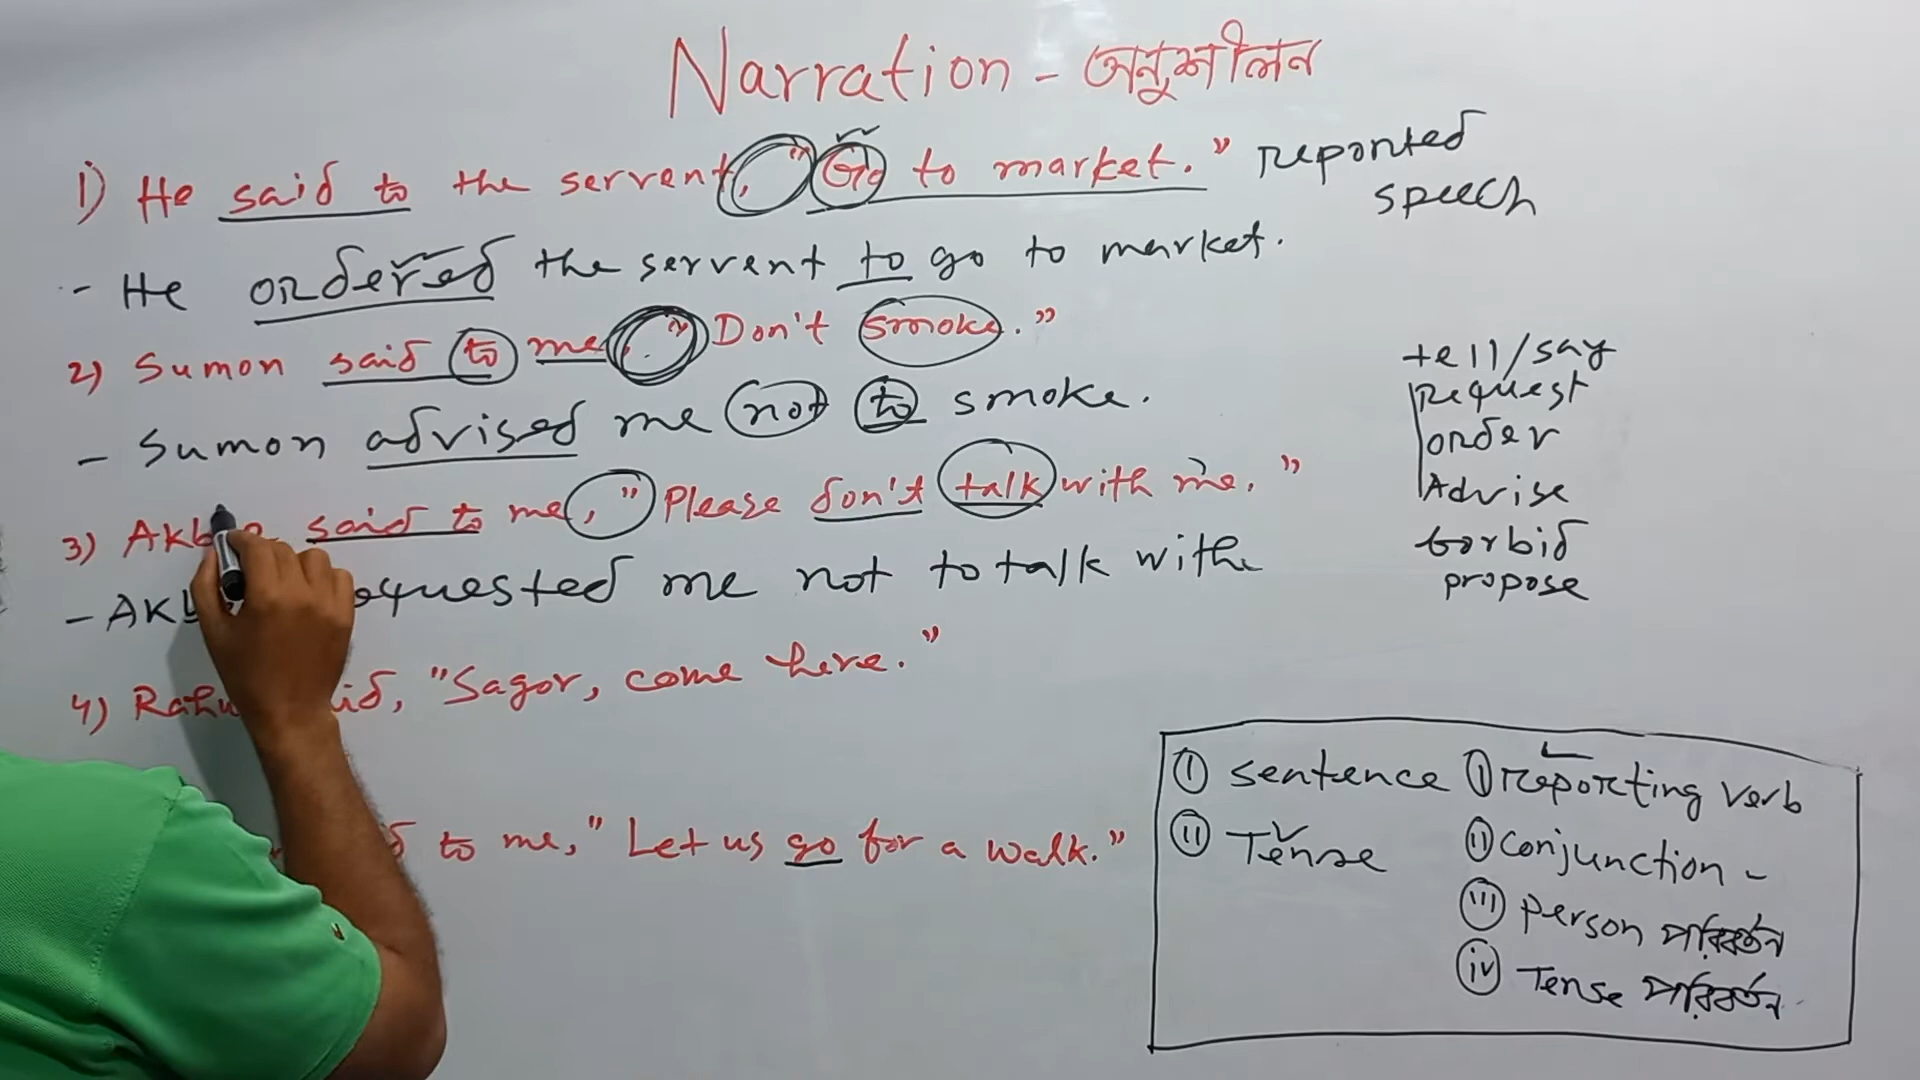 Narration - অনুশীলন
1) He said to the servent, "Go to market." reported speech
- He ordered the servent to go to market.
2) Sumon said to me, "Don't smoke."
- Sumon advised me not to smoke.
3) said to me, "Please don't talk with me."
- requested me not to talk with
4) "Sagor, come here."
to me, "Let us go for a walk."
tell/say
request
order
Advise
forbid
propose
i) sentence
ii) Tense
i) reporting verb
ii) conjunction -
iii) person পরিবর্তন
iv) Tense পরিবর্তন